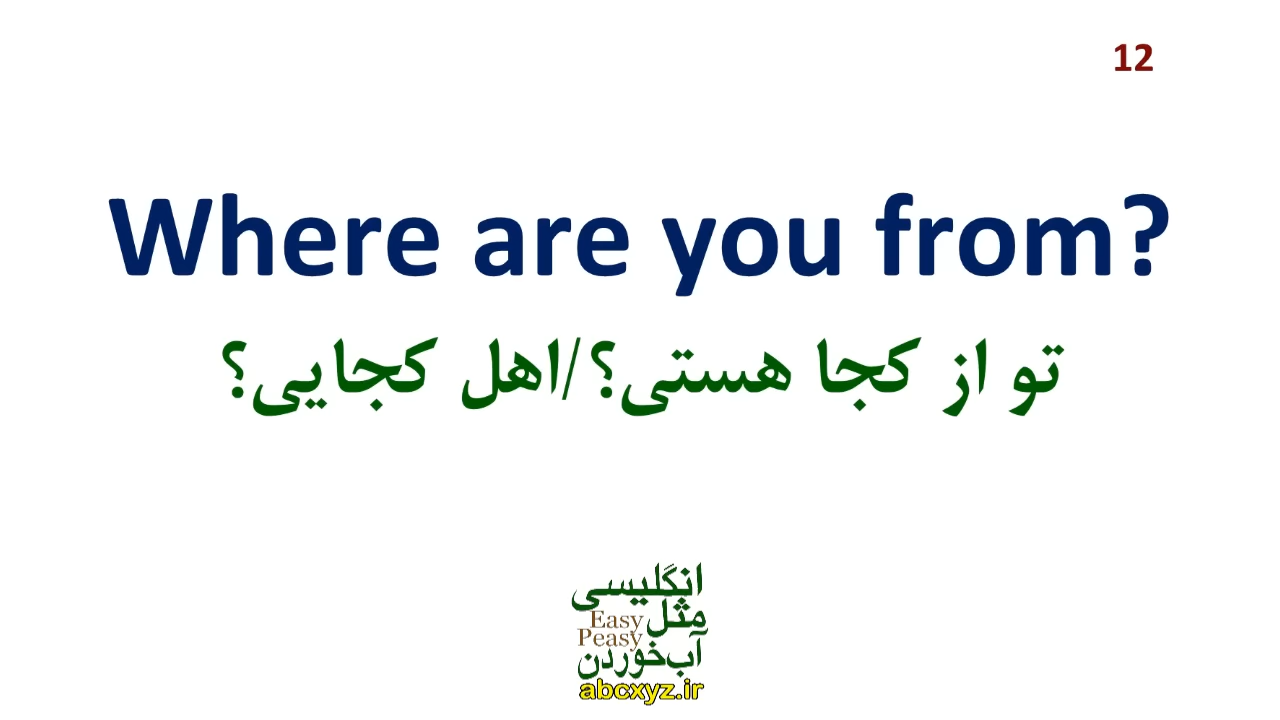 12
Where are you from?
تو از کجا هستی؟/اهل کجایی؟
انگلیسی
مثل Easy
Peasy
آب‌خوردن
abcxyz.ir